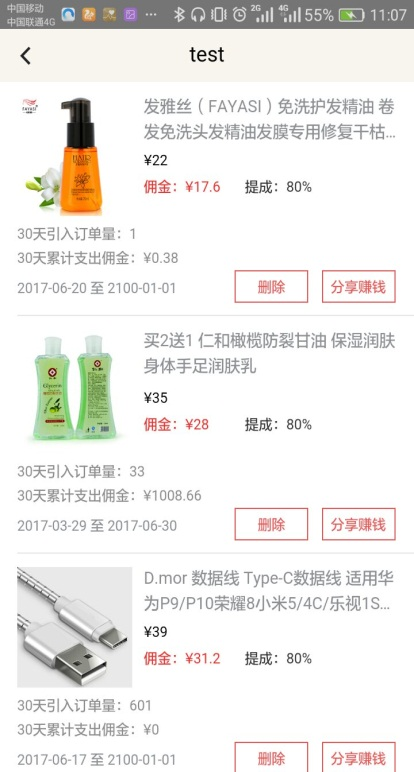 中国移动
中国联通4G
2G
4G
55%
11:07
test
FAYASI
HAIR
发雅丝（FAYASI）免洗护发精油 卷
发免洗头发精油发膜专用修复干枯...
¥22
佣金：¥17.6 提成：80%
30天引入订单量：1
30天累计支出佣金：¥0.38
2017-06-20 至 2100-01-01
删除
分享赚钱
Glycerin
买2送1 仁和橄榄防裂甘油 保湿润肤
身体手足润肤乳
¥35
佣金：¥28 提成：80%
30天引入订单量：33
30天累计支出佣金：¥1008.66
2017-03-29 至 2017-06-30
删除
分享赚钱
D.mor 数据线 Type-C数据线 适用华
为P9/P10荣耀8小米5/4C/乐视1S...
¥39
佣金：¥31.2 提成：80%
30天引入订单量：601
30天累计支出佣金：¥0
2017-06-17 至 2100-01-01
删除
分享赚钱